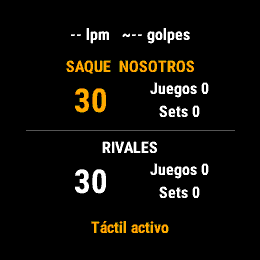 -- lpm ~-- golpes
SAQUE NOSOTROS
30
Juegos 0
Sets 0
RIVALES
30
Juegos 0
Sets 0
Táctil activo